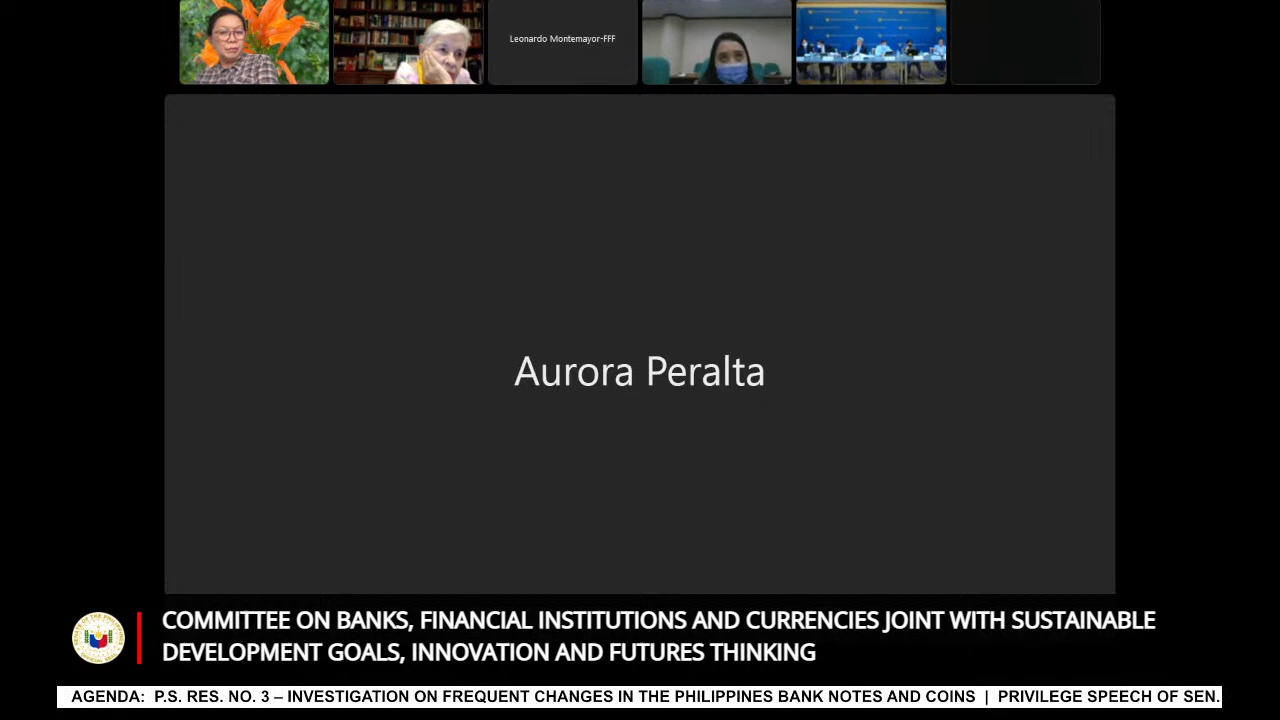 Leonardo Montemayor-FFF
Aurora Peralta
COMMITTEE ON BANKS, FINANCIAL INSTITUTIONS AND CURRENCIES JOINT WITH SUSTAINABLE
DEVELOPMENT GOALS, INNOVATION AND FUTURES THINKING
AGENDA: P.S. RES. NO. 3 – INVESTIGATION ON FREQUENT CHANGES IN THE PHILIPPINES BANK NOTES AND COINS | PRIVILEGE SPEECH OF SEN.